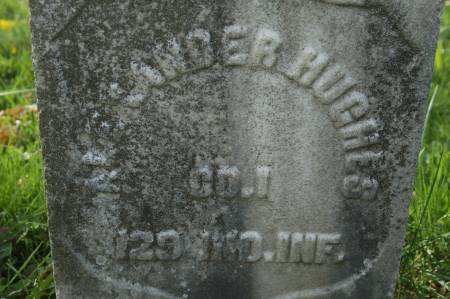 HUGHES
CO. I
129 IND. INF.